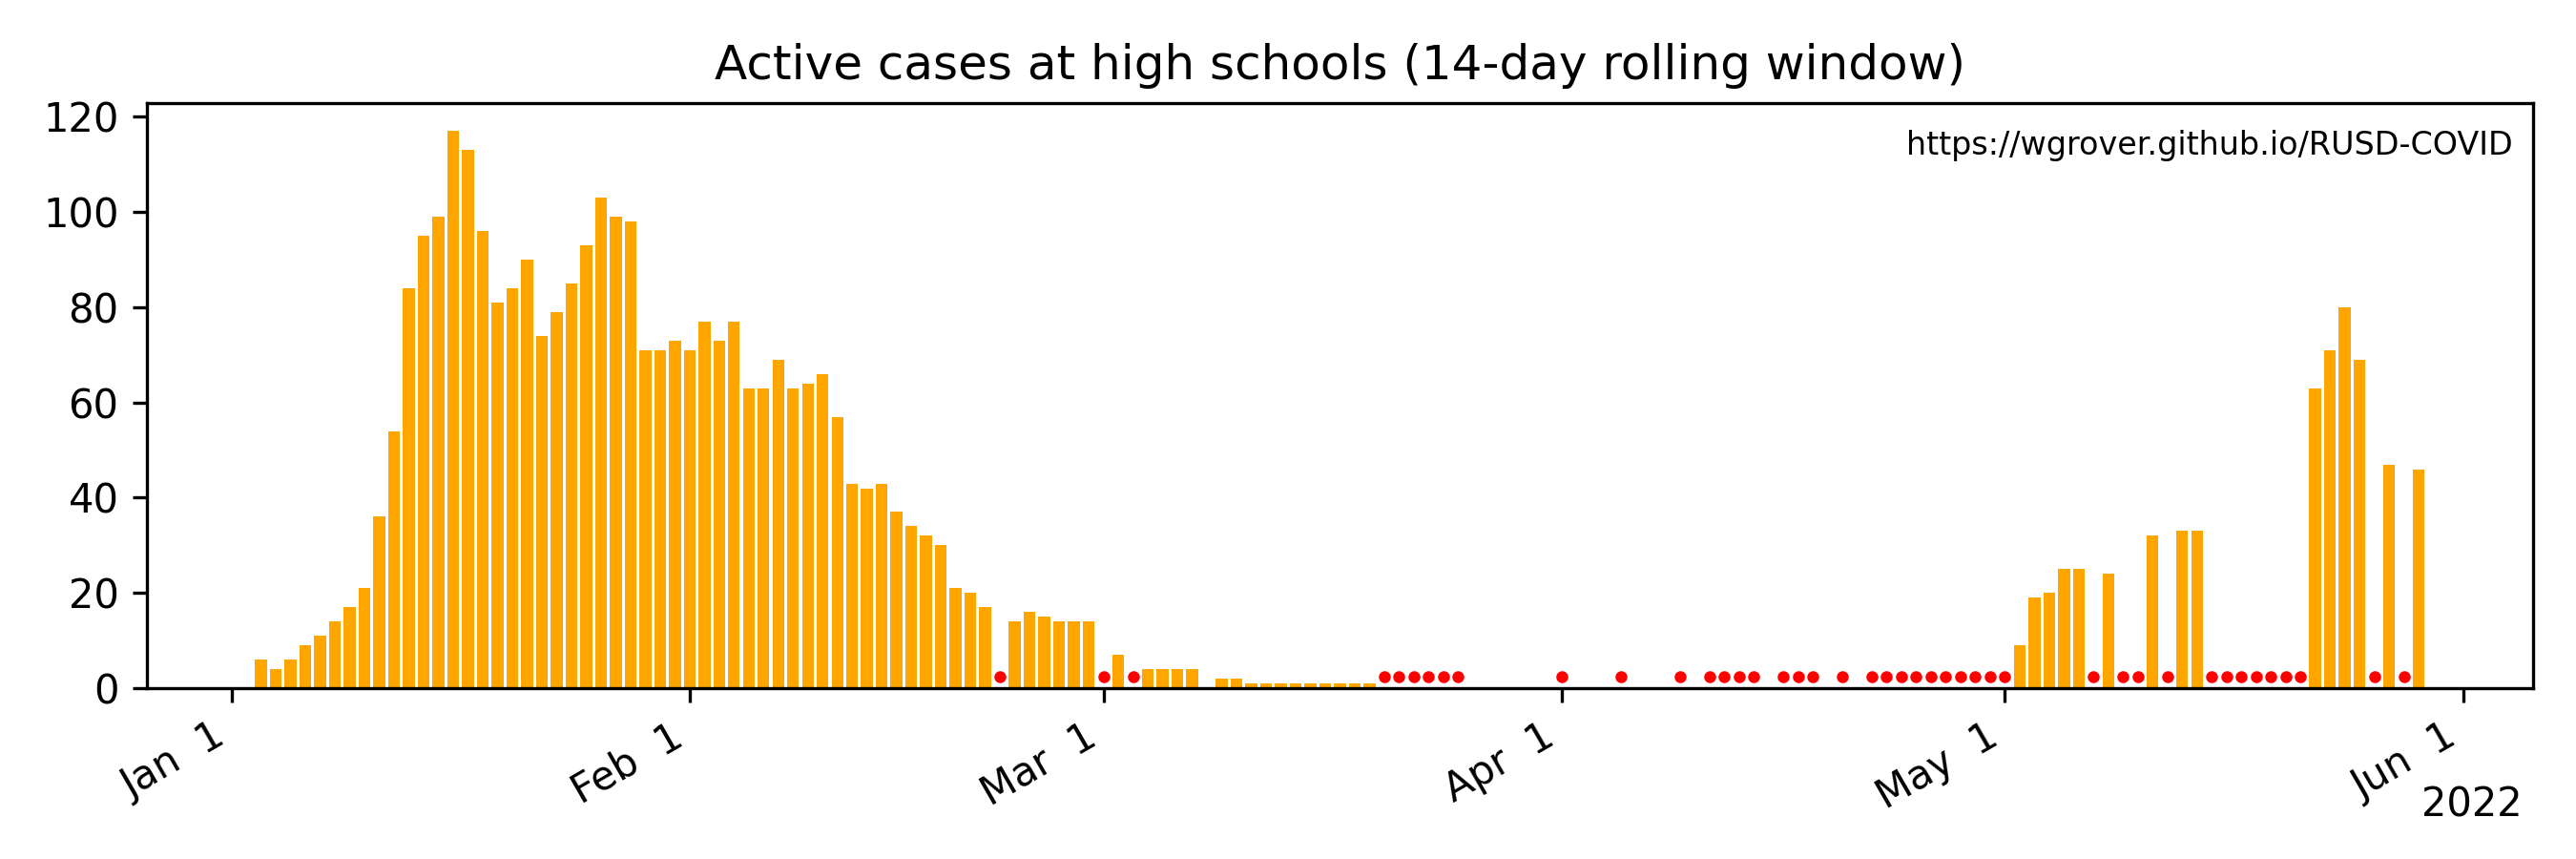 Active cases at high schools (14-day rolling window)
https://wgrover.github.io/RUSD-COVID
120
100
80
60
40
20
0
Jan 1
Feb 1
Mar 1
Apr 1
May 1
Jun 1
2022